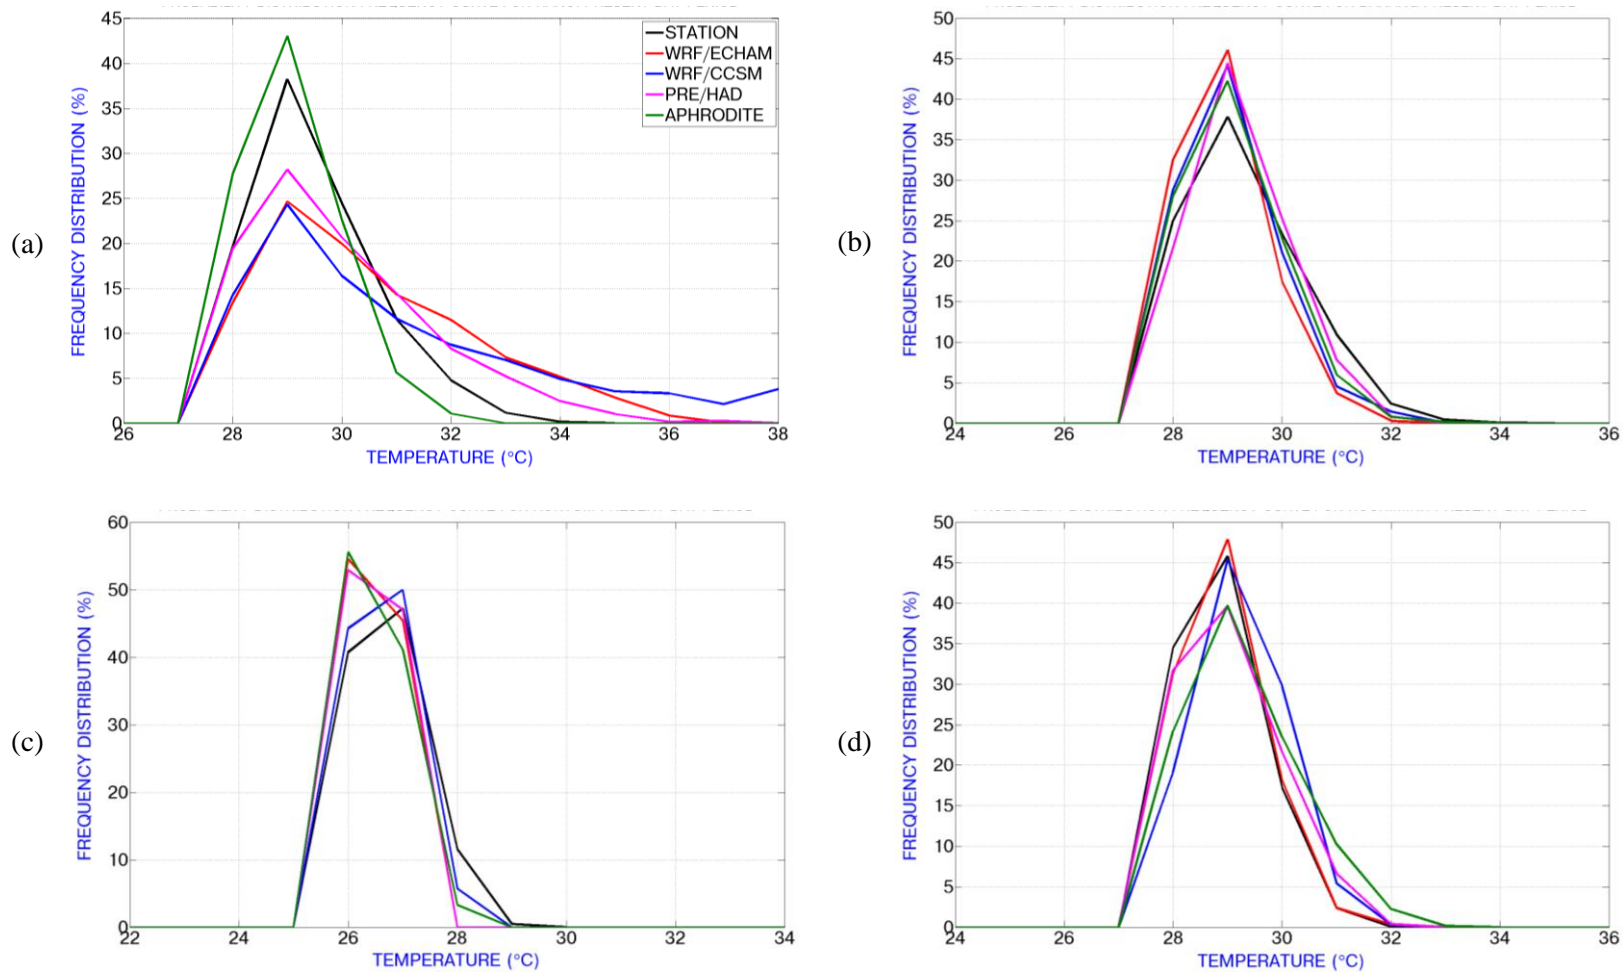 45
40
35
30
25
20
15
10
5
0
26 28 30 32 34 36 38
FREQUENCY DISTRIBUTION (%)
TEMPERATURE (°C)
STATION
WRF/ECHAM
WRF/CCSM
PRE/HAD
APHRODITE
(a)
50
45
40
35
30
25
20
15
10
5
0
24 26 28 30 32 34 36
FREQUENCY DISTRIBUTION (%)
TEMPERATURE (°C)
(b)
60
50
40
30
20
10
0
22 24 26 28 30 32 34
FREQUENCY DISTRIBUTION (%)
TEMPERATURE (°C)
(c)
50
45
40
35
30
25
20
15
10
5
0
24 26 28 30 32 34 36
FREQUENCY DISTRIBUTION (%)
TEMPERATURE (°C)
(d)